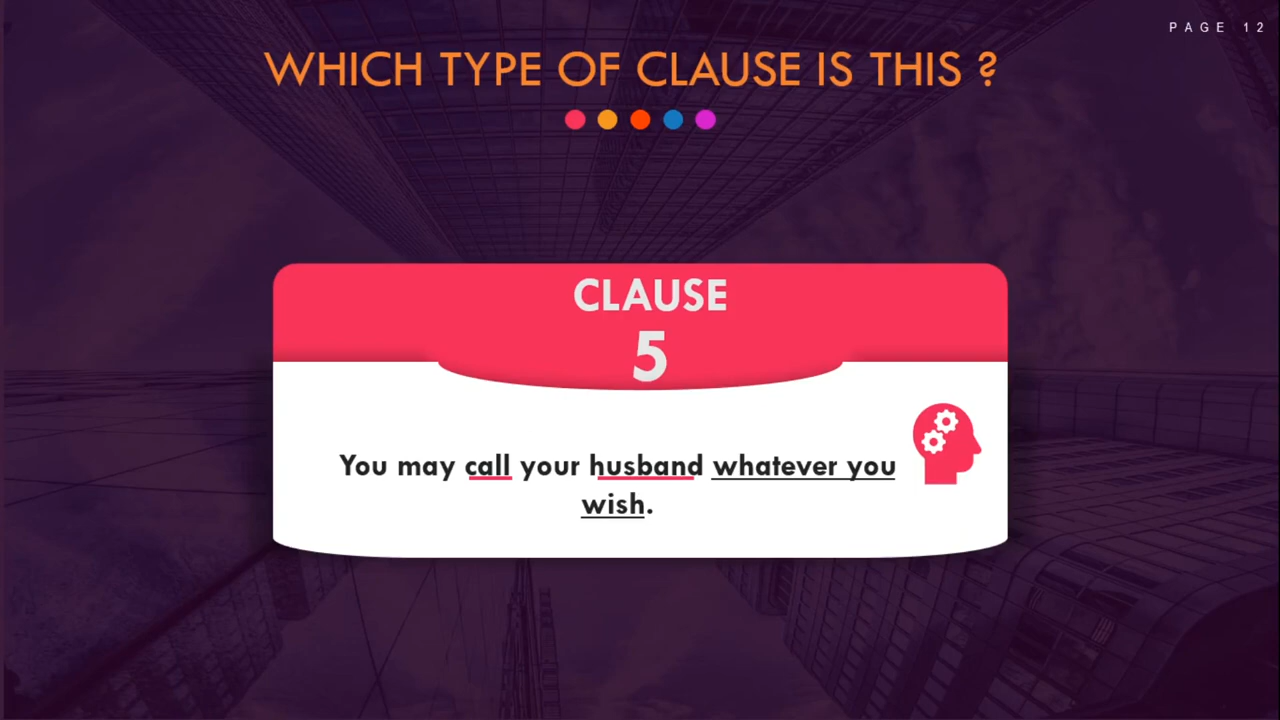 PAGE 12
WHICH TYPE OF CLAUSE IS THIS ?
CLAUSE
5
You may call your husband whatever you
wish.